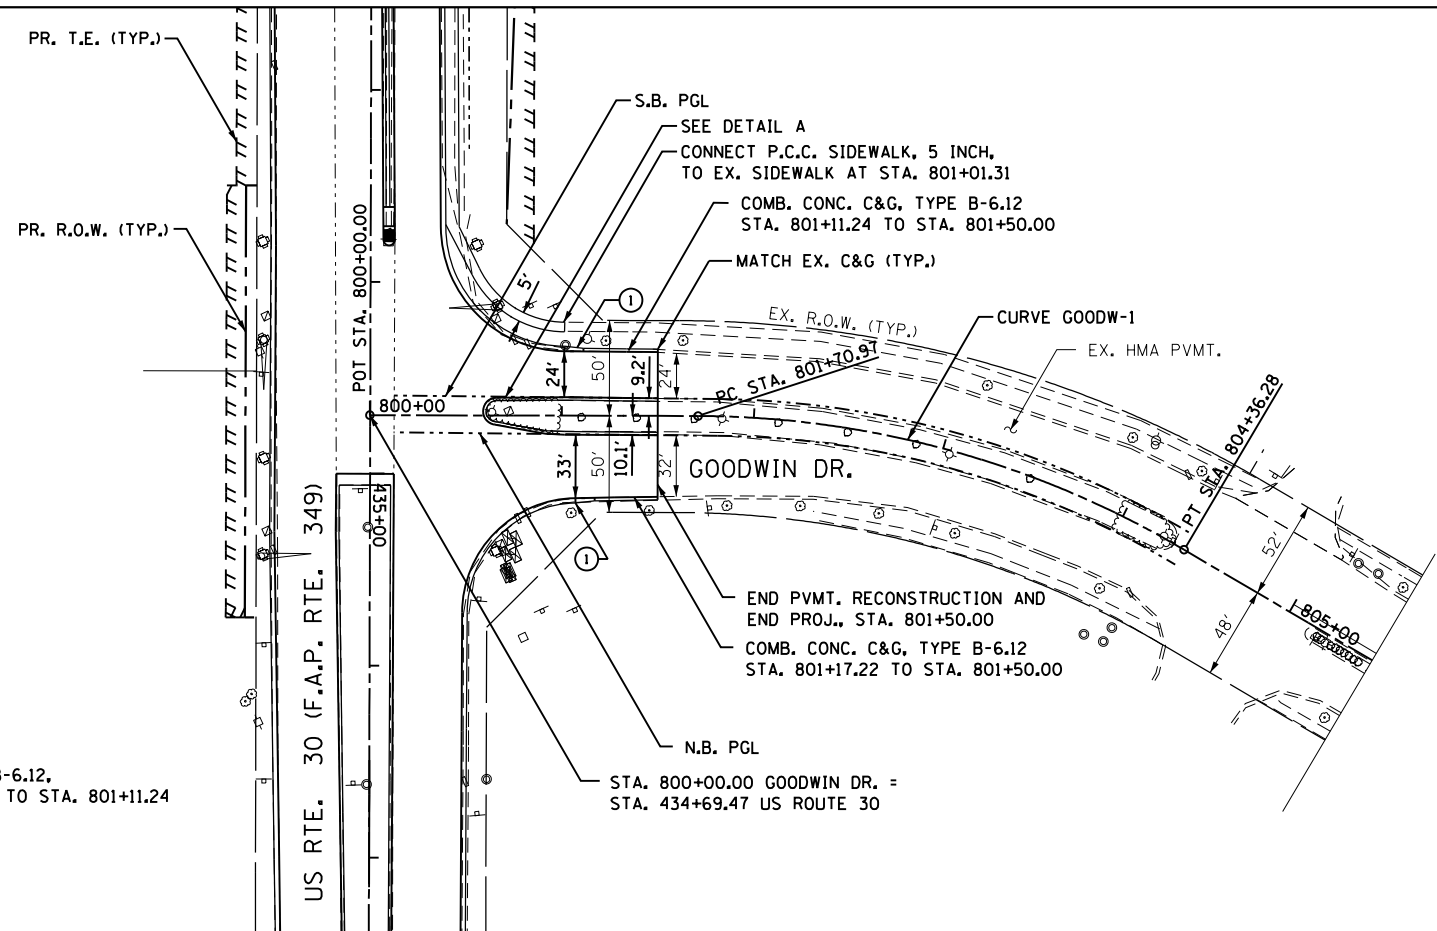 PR. T.E. (TYP.)
S.B. PGL
SEE DETAIL A
CONNECT P.C.C. SIDEWALK, 5 INCH,
TO EX. SIDEWALK AT STA. 801+01.31
COMB. CONC. C&G, TYPE B-6.12
STA. 801+11.24 TO STA. 801+50.00
PR. R.O.W. (TYP.)
MATCH EX. C&G (TYP.)
POT STA. 800+00.00
5'
1
EX. R.O.W. (TYP.)
CURVE GOODW-1
EX. HMA PVMT.
24'
50'
9.2'
24'
PC STA. 801+70.97
800+00
PT STA. 804+36.28
33'
50'
10.1'
32'
GOODWIN DR.
435+00
US RTE. 30 (F.A.P. RTE. 349)
1
52'
48'
805+00
END PVMT. RECONSTRUCTION AND
END PROJ., STA. 801+50.00
COMB. CONC. C&G, TYPE B-6.12
STA. 801+17.22 TO STA. 801+50.00
N.B. PGL
STA. 800+00.00 GOODWIN DR. =
STA. 434+69.47 US ROUTE 30
-6.12,
TO STA. 801+11.24